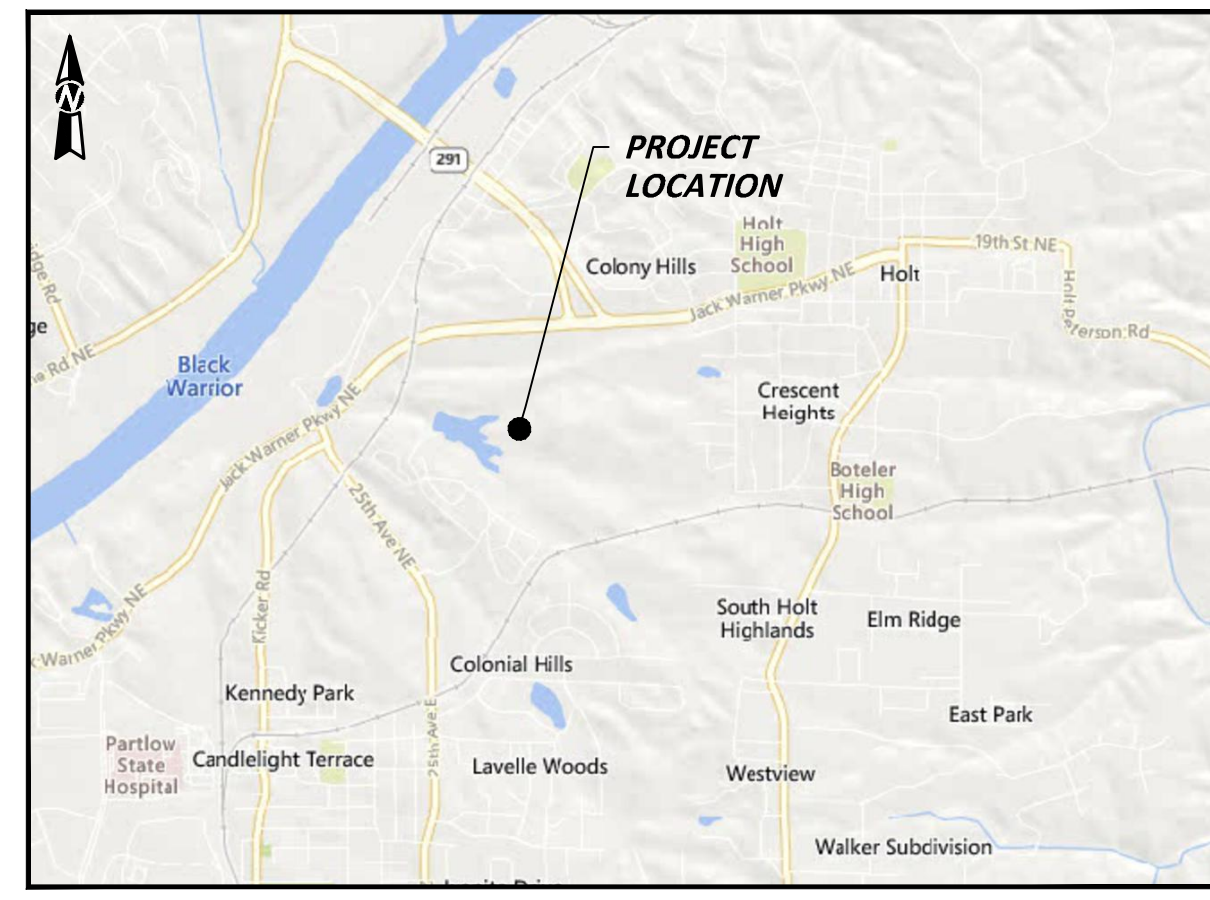 N
291
PROJECT
LOCATION
Holt
High
School
Colony Hills
19th St NE
Holt
Jack Warner Pkwy NE
Holt Peterson Rd
Black
Warrior
Crescent
Heights
Jack Warner Pkwy NE
Boteler
High
School
25th Ave NE
Kicker Rd
South Holt
Highlands
Elm Ridge
Warner Pkwy NE
Colonial Hills
Kennedy Park
East Park
25th Ave E
Partlow
State
Hospital
Candlelight Terrace
Lavelle Woods
Westview
Walker Subdivision